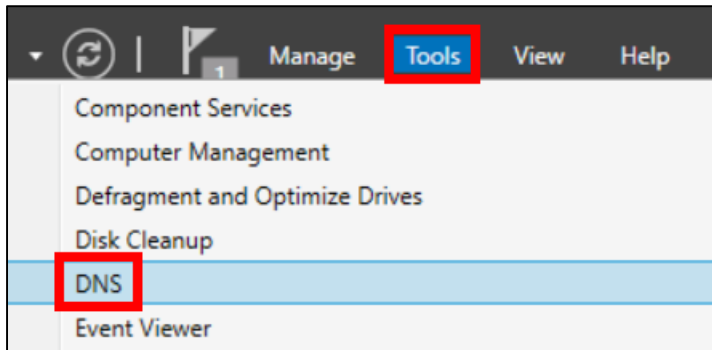 1 Manage Tools View Help
Component Services
Computer Management
Defragment and Optimize Drives
Disk Cleanup
DNS
Event Viewer